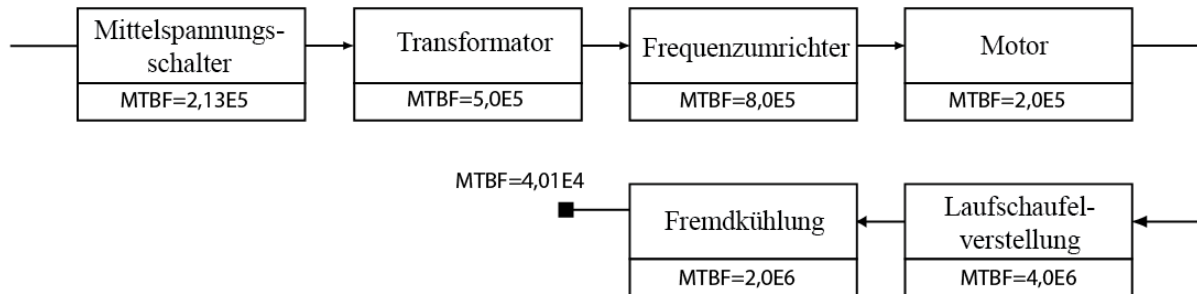 Mittelspannungs-
schalter
MTBF=2,13E5
Transformator
MTBF=5,0E5
Frequenzumrichter
MTBF=8,0E5
Motor
MTBF=2,0E5
Laufschaufel-
verstellung
MTBF=4,0E6
Fremdkühlung
MTBF=2,0E6
MTBF=4,01E4